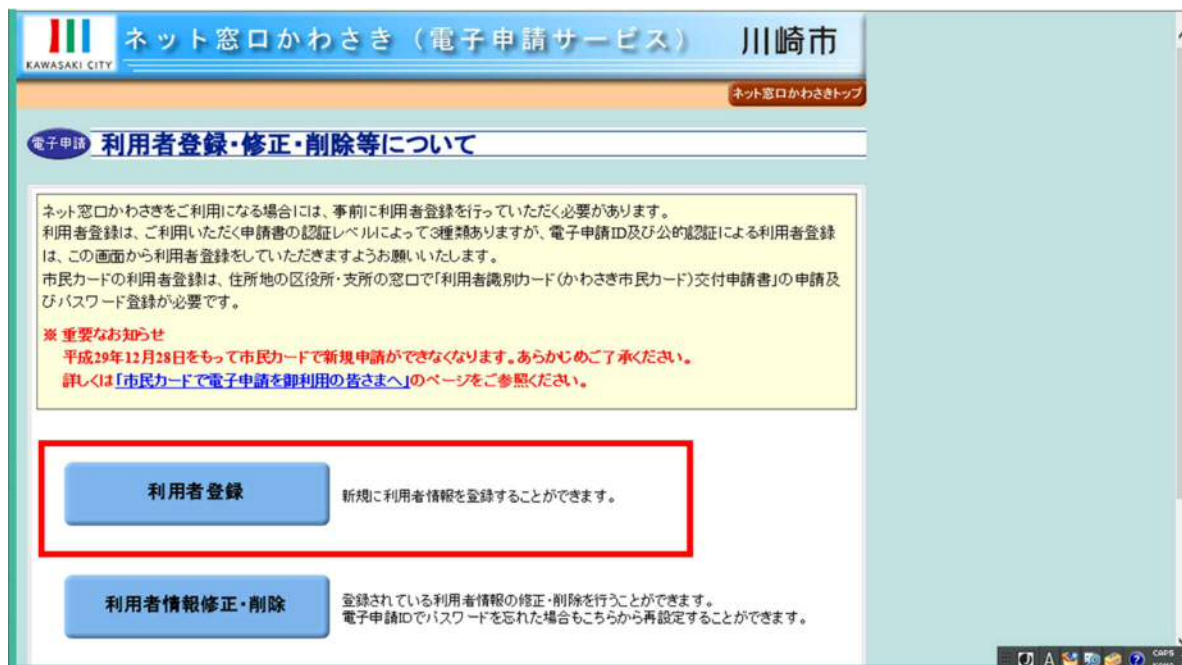 ネット窓口かわさき（電子申請サービス） 川崎市
KAWASAKI CITY
ネット窓口かわさきトップ
電子申請 利用者登録・修正・削除等について
ネット窓口かわさきをご利用になる場合には、事前に利用者登録を行っていただく必要があります。
利用者登録は、ご利用いただく申請書の認証レベルによって3種類ありますが、電子申請ID及び公的認証による利用者登録
は、この画面から利用者登録をしていただきますようお願いいたします。
市民カードの利用者登録は、住所地の区役所・支所の窓口で「利用者識別カード（かわさき市民カード）交付申請書」の申請及
びパスワード登録が必要です。
※ 重要なお知らせ
平成29年12月28日をもって市民カードで新規申請ができなくなります。あらかじめご了承ください。
詳しくは「市民カードで電子申請を御利用の皆さまへ」のページをご参照ください。
利用者登録 新規に利用者情報を登録することができます。
利用者情報修正・削除 登録されている利用者情報の修正・削除を行うことができます。
電子申請IDでパスワードを忘れた場合もこちらから再設定することができます。
A CAPS